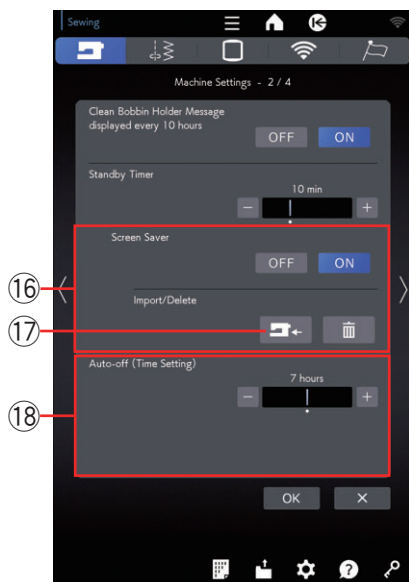 Sewing
Machine Settings - 2 / 4
Clean Bobbin Holder Message
displayed every 10 hours
OFF ON
Standby Timer
10 min
− +
⑯
Screen Saver
OFF ON
Import/Delete
⑰
Auto-off (Time Setting)
7 hours
− +
⑱
OK ×
?